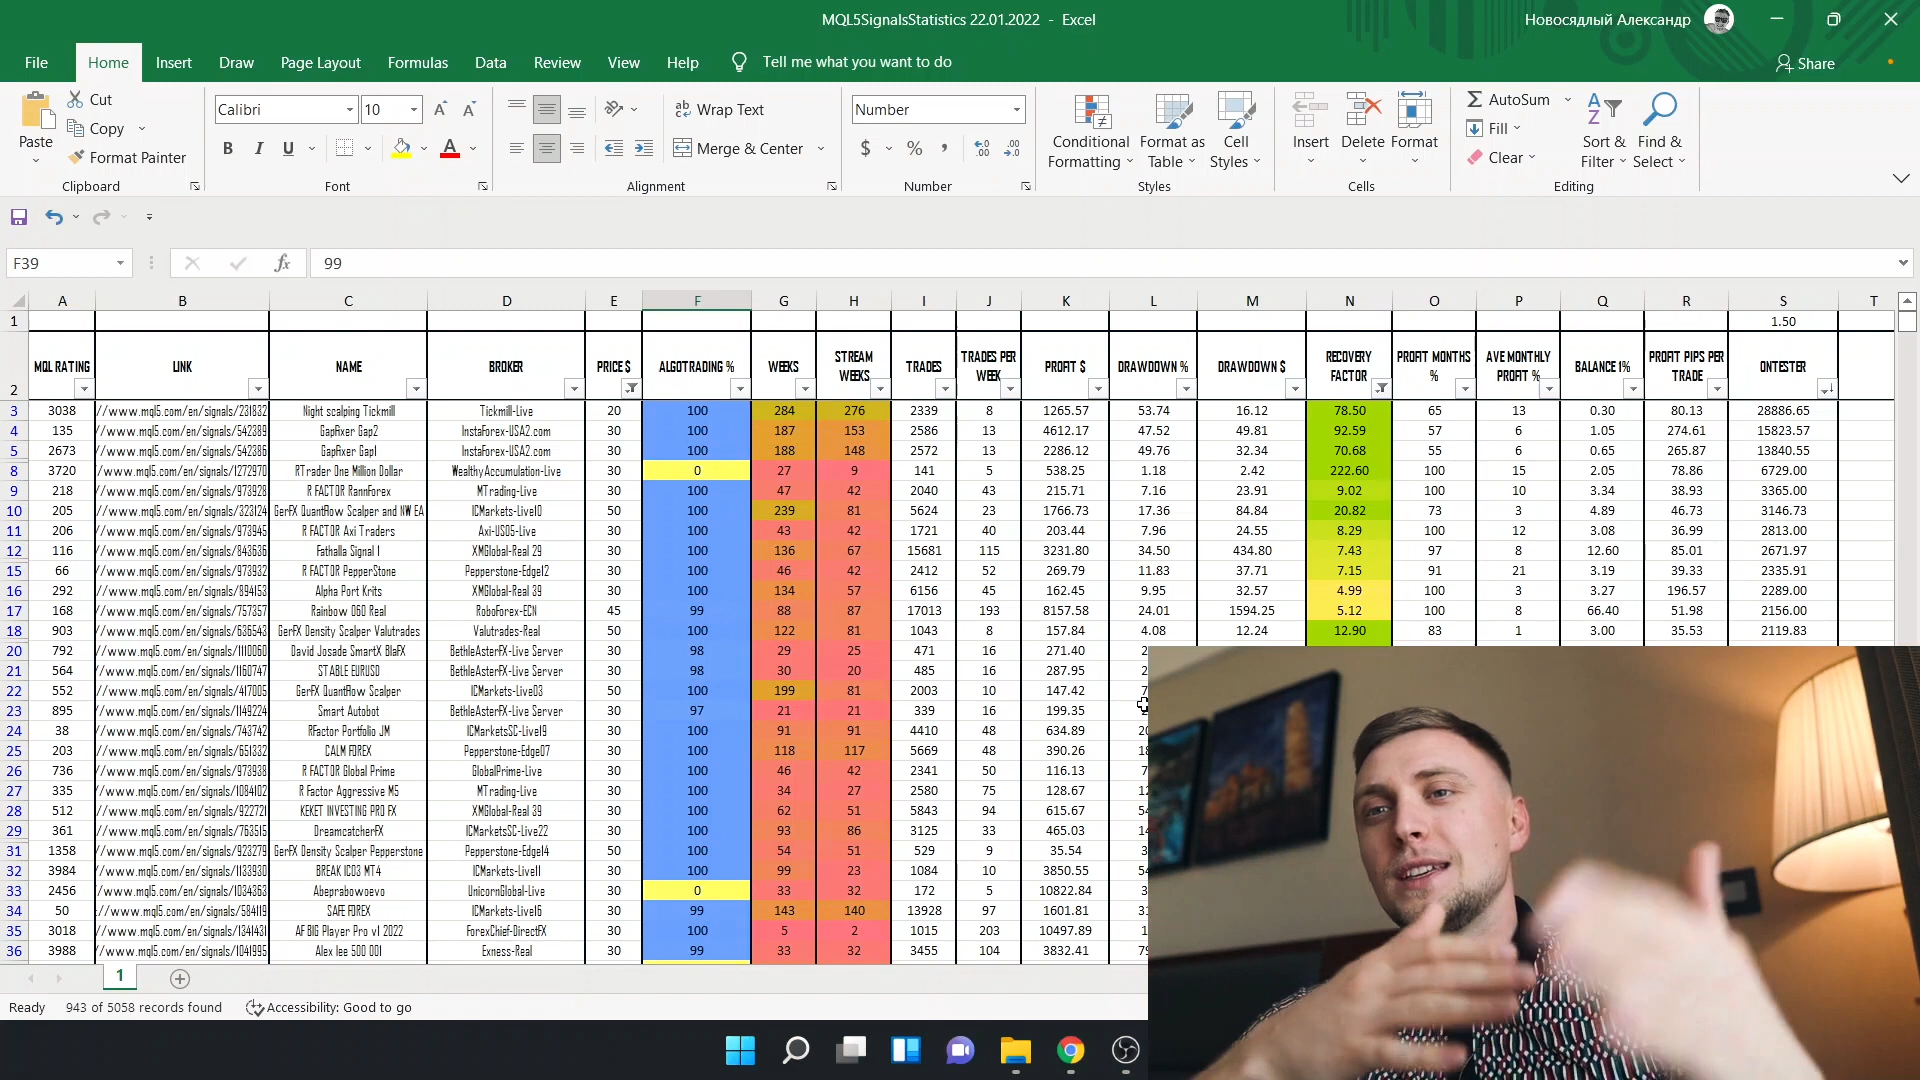 MQL5SignalsStatistics 22.01.2022 - Excel
Новосядлый Александр
File Home Insert Draw Page Layout Formulas Data Review View Help Tell me what you want to do
Share
Paste
Cut
Copy
Format Painter
Clipboard
Calibri 10
B I U
Font
ab Wrap Text
Merge & Center
Alignment
Number
$ % ,
Number
Conditional Formatting
Format as Table
Cell Styles
Styles
Insert Delete Format
Cells
AutoSum
Fill
Clear
Sort & Filter
Find & Select
Editing
F39 fx 99
A B C D E F G H I J K L M N O P Q R S T
1 1.50
2 MQL RATING LINK NAME BROKER PRICE $ ALGOTRADING % WEEKS STREAM WEEKS TRADES TRADES PER WEEK PROFIT $ DRAWDOWN % DRAWDOWN $ RECOVERY FACTOR PROFIT MONTHS % AVE MONTHLY PROFIT % BALANCE 1% PROFIT PIPS PER TRADE ONTESTER
3 3038 //www.mql5.com/en/signals/231832 Night scalping Tickmill Tickmill-Live 20 100 284 276 2339 8 1265.57 53.74 16.12 78.50 65 13 0.30 80.13 28886.65
4 135 //www.mql5.com/en/signals/542389 GapAxer Gap2 InstaForex-USA2.com 30 100 187 153 2586 13 4612.17 47.52 49.81 92.59 57 6 1.05 274.61 15823.57
5 2673 //www.mql5.com/en/signals/542386 GapAxer Gap1 InstaForex-USA2.com 30 100 188 148 2572 13 2286.12 49.76 32.34 70.68 55 6 0.65 265.87 13840.55
8 3720 //www.mql5.com/en/signals/1272970 RTrader One Million Dollar WealthyAccumulation-Live 30 0 27 9 141 5 538.25 1.18 2.42 222.60 100 15 2.05 78.86 6729.00
9 218 //www.mql5.com/en/signals/973928 R FACTOR RannForex MTrading-Live 30 100 47 42 2040 43 215.71 7.16 23.91 9.02 100 10 3.34 38.93 3365.00
10 205 //www.mql5.com/en/signals/323124 GerFX QuantFlow Scalper and NW EA ICMarkets-Live10 50 100 239 81 5624 23 1766.73 17.36 84.84 20.82 73 3 4.89 46.73 3146.73
11 206 //www.mql5.com/en/signals/973945 R FACTOR Axi Traders Axi-US05-Live 30 100 43 42 1721 40 203.44 7.96 24.55 8.29 100 12 3.08 36.99 2813.00
12 116 //www.mql5.com/en/signals/843636 Fathalla Signal 1 XMGlobal-Real 29 30 100 136 67 15681 115 3231.80 34.50 434.80 7.43 97 8 12.60 85.01 2671.97
15 66 //www.mql5.com/en/signals/973932 R FACTOR PepperStone Pepperstone-Edge12 30 100 46 42 2412 52 269.79 11.83 37.71 7.15 91 21 3.19 39.33 2335.91
16 292 //www.mql5.com/en/signals/894153 Alpha Port Krits XMGlobal-Real 39 30 100 134 57 6156 45 162.45 9.95 32.57 4.99 100 3 3.27 196.57 2289.00
17 168 //www.mql5.com/en/signals/757357 Rainbow 060 Real RoboForex-ECN 45 99 88 87 17013 193 8157.58 24.01 1594.25 5.12 100 8 66.40 51.98 2156.00
18 903 //www.mql5.com/en/signals/636543 GerFX Density Scalper Valutrades Valutrades-Real 50 100 122 81 1043 8 157.84 4.08 12.24 12.90 83 1 3.00 35.53 2119.83
20 792 //www.mql5.com/en/signals/1110060 David Josade SmartX BlaFX BethleAsterFX-Live Server 30 98 29 25 471 16 271.40
21 564 //www.mql5.com/en/signals/1160747 STABLE EURUSD BethleAsterFX-Live Server 30 98 30 20 485 16 287.95
22 552 //www.mql5.com/en/signals/417005 GerFX QuantFlow Scalper ICMarkets-Live03 50 100 199 81 2003 10 147.42
23 895 //www.mql5.com/en/signals/1149224 Smart Autobot BethleAsterFX-Live Server 30 97 21 21 339 16 199.35
24 38 //www.mql5.com/en/signals/743742 RFactor Portfolio JM ICMarketsSC-Live19 30 100 91 91 4410 48 634.89
25 203 //www.mql5.com/en/signals/651332 CALM FOREX Pepperstone-Edge07 30 100 118 117 5669 48 390.26
26 736 //www.mql5.com/en/signals/973938 R FACTOR Global Prime GlobalPrime-Live 30 100 46 42 2341 50 116.13
27 335 //www.mql5.com/en/signals/1084102 R Factor Aggressive M5 MTrading-Live 30 100 34 27 2580 75 128.67
28 512 //www.mql5.com/en/signals/922721 KEKET INVESTING PRO FX XMGlobal-Real 39 30 100 62 51 5843 94 615.67
29 361 //www.mql5.com/en/signals/763515 DreamcatcherFX ICMarketsSC-Live22 30 100 93 86 3125 33 465.03
31 1358 //www.mql5.com/en/signals/923279 GerFX Density Scalper Pepperstone Pepperstone-Edge14 50 100 54 51 529 9 35.54
32 3984 //www.mql5.com/en/signals/1133930 BREAK ICO3 MT4 ICMarkets-Live11 30 100 99 23 1084 10 3850.55
33 2456 //www.mql5.com/en/signals/1034363 Abeprabowoevo UnicornGlobal-Live 30 0 33 32 172 5 10822.84
34 50 ://www.mql5.com/en/signals/584119 SAFE FOREX ICMarkets-Live16 30 99 143 140 13928 97 1601.81
35 3018 //www.mql5.com/en/signals/1341431 AF BIG Player Pro v1 2022 ForexChief-DirectFX 30 100 5 2 1015 203 10497.89
36 3988 //www.mql5.com/en/signals/1041995 Alex lee 500 001 Exness-Real 30 99 33 32 3455 104 3832.41
1
Ready 943 of 5058 records found Accessibility: Good to go